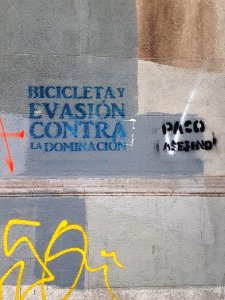 BICICLETA Y
EVASIÓN
CONTRA
LA DOMINACIÓN
PACO
ASESINO